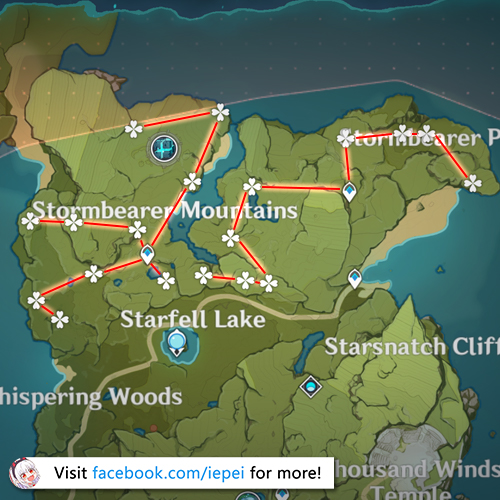 Stormbearer P
Stormbearer Mountains
Starfell Lake
Starsnatch Cliff
hispering Woods
Visit facebook.com/iepei for more!
housand Winds
Temple